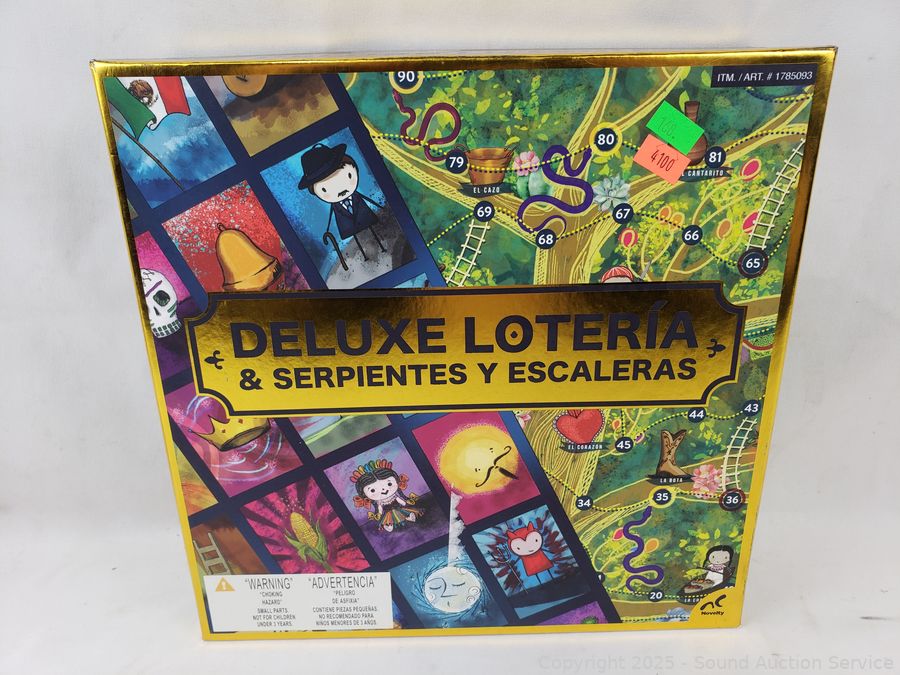 ITM. / ART. # 1785093
90
80
79
81
EL CAZO
EL CANTARITO
4100
69
67
68
66
65
DELUXE LOTERÍA
& SERPIENTES Y ESCALERAS
44
43
EL CORAZÓN
45
LA BOTA
34
35
36
20
"WARNING"
"CHOKING
HAZARD"
SMALL PARTS.
NOT FOR CHILDREN
UNDER 3 YEARS.
"ADVERTENCIA"
"PELIGRO
DE ASFIXIA"
CONTIENE PIEZAS PEQUEÑAS.
NO RECOMENDADO PARA
NIÑOS MENORES DE 3 AÑOS.
Novelty
Copyright 2025 - Sound Auction Service